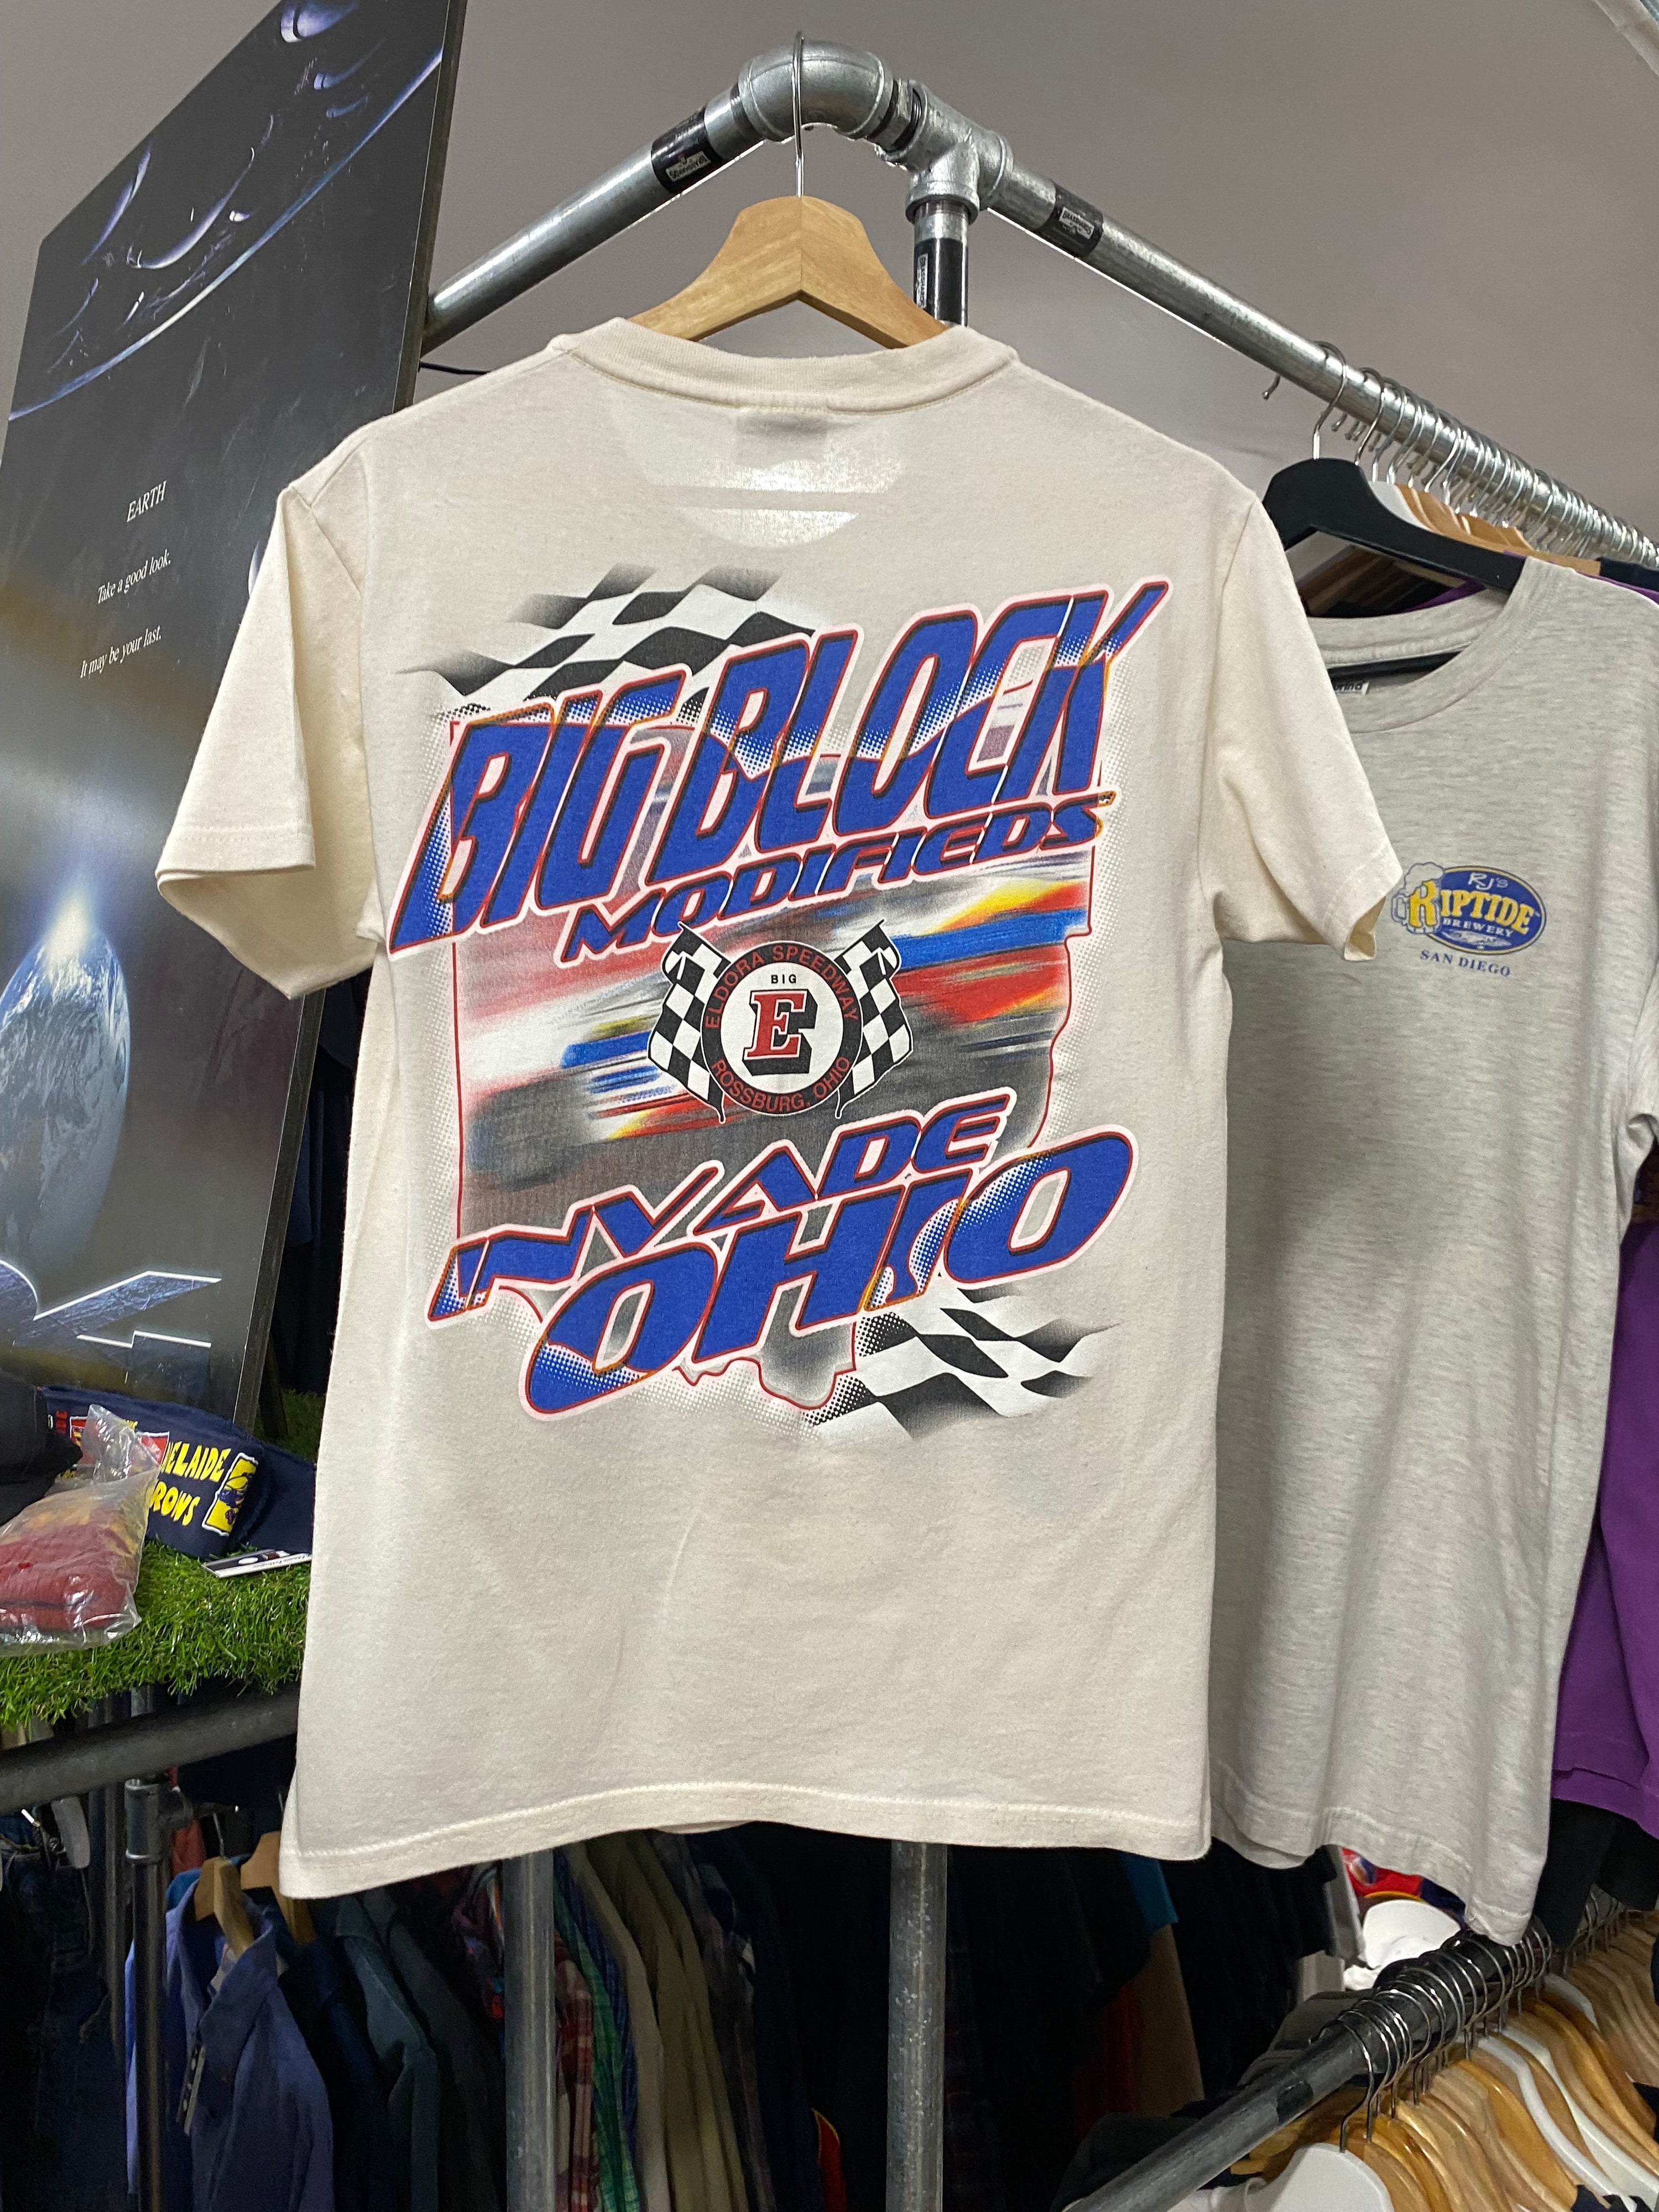 EARTH
Take a good look.
It may be your last.
BIG BLOCK
MODIFIEDS
ELDORA SPEEDWAY
BIG
E
ROSSBURG, OHIO
INVADE
OHIO
RJ'S
RIPTIDE
BREWERY
SAN DIEGO